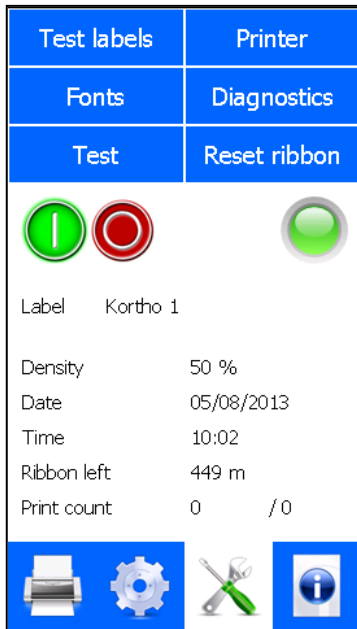 Test labels Printer
Fonts Diagnostics
Test Reset ribbon
Label Kortho 1
Density 50 %
Date 05/08/2013
Time 10:02
Ribbon left 449 m
Print count 0 / 0